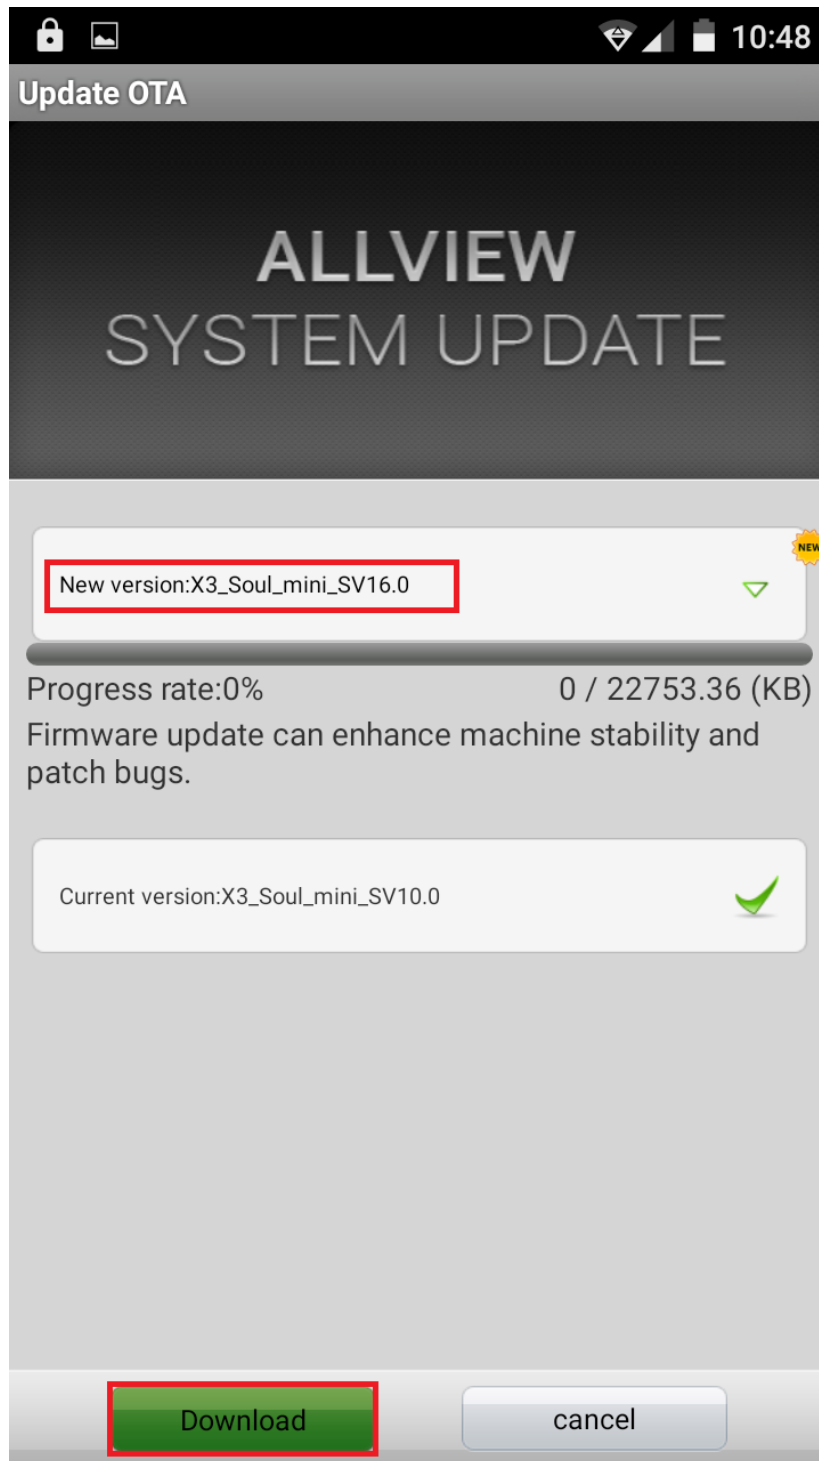 10:48
Update OTA
ALLVIEW
SYSTEM UPDATE
NEW
New version:X3_Soul_mini_SV16.0
Progress rate:0% 0 / 22753.36 (KB)
Firmware update can enhance machine stability and
patch bugs.
Current version:X3_Soul_mini_SV10.0
Download cancel